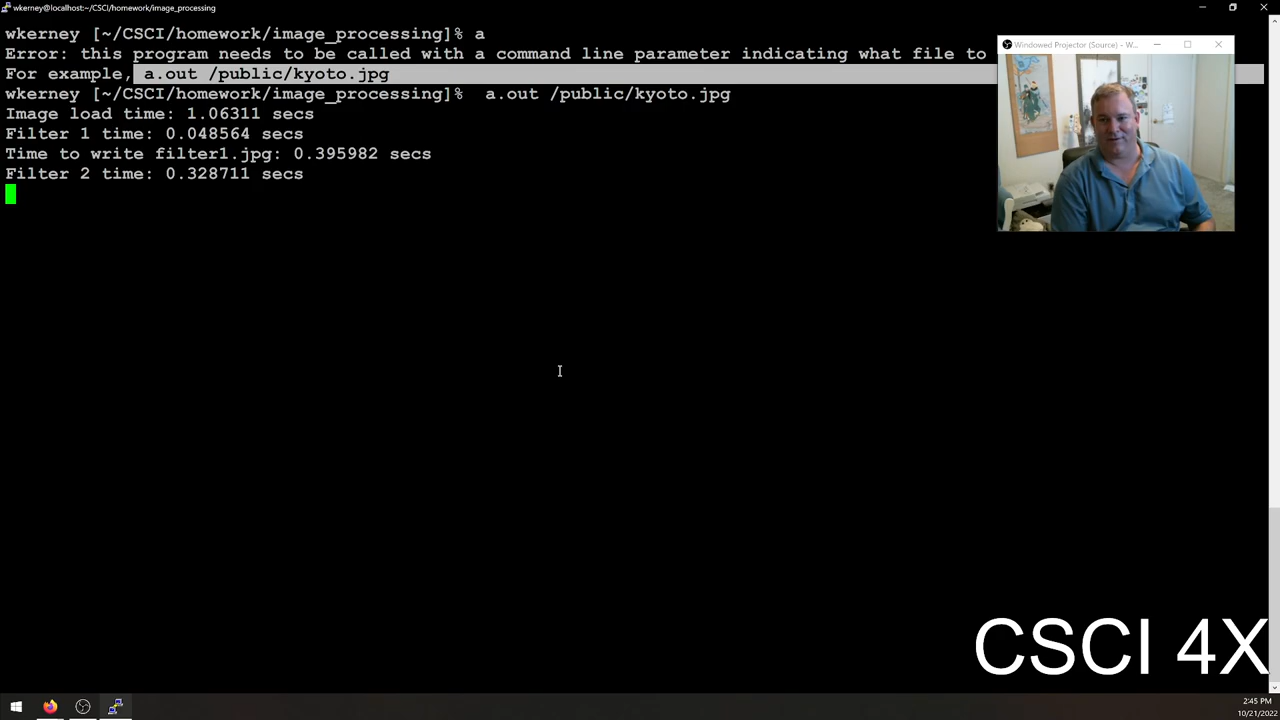 wkerney@localhost:~/CSCI/homework/image_processing
wkerney [~/CSCI/homework/image_processing]% a
Error: this program needs to be called with a command line parameter indicating what file to
For example, a.out /public/kyoto.jpg
Windowed Projector (Source) - W...
wkerney [~/CSCI/homework/image_processing]%  a.out /public/kyoto.jpg
Image load time: 1.06311 secs
Filter 1 time: 0.048564 secs
Time to write filter1.jpg: 0.395982 secs
Filter 2 time: 0.328711 secs
CSCI 4X
2:45 PM
10/21/2022